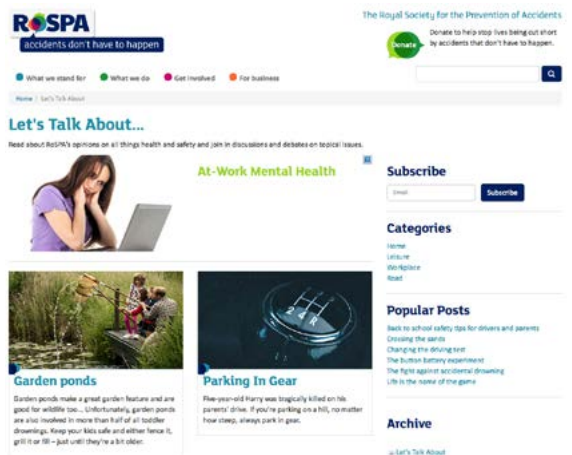 RoSPA
accidents don't have to happen
The Royal Society for the Prevention of Accidents
Donate
Donate to help stop lives being cut short
by accidents that don't have to happen.
What we stand for
What we do
Get involved
For business
Home / Let's Talk About
Let's Talk About...
Read about RoSPA's opinions on all things health and safety and join in discussions and debates on topical issues.
At-Work Mental Health
Garden ponds
Garden ponds make a great garden feature and are
good for wildlife too... Unfortunately, garden ponds
are also involved in more than half of all toddler
drownings. Keep your kids safe and either fence it,
grill it or fill – just until they're a bit older.
2 4 R
Parking In Gear
Five-year-old Harry was tragically killed on his
parents' drive. If you're parking on a hill, no matter
how steep, always park in gear.
Subscribe
Email
Subscribe
Categories
Home
Leisure
Workplace
Road
Popular Posts
Back to school safety tips for drivers and parents
Crossing the sands
Changing the driving test
The button battery experiment
The fight against accidental drowning
Life is the name of the game
Archive
Let's Talk About